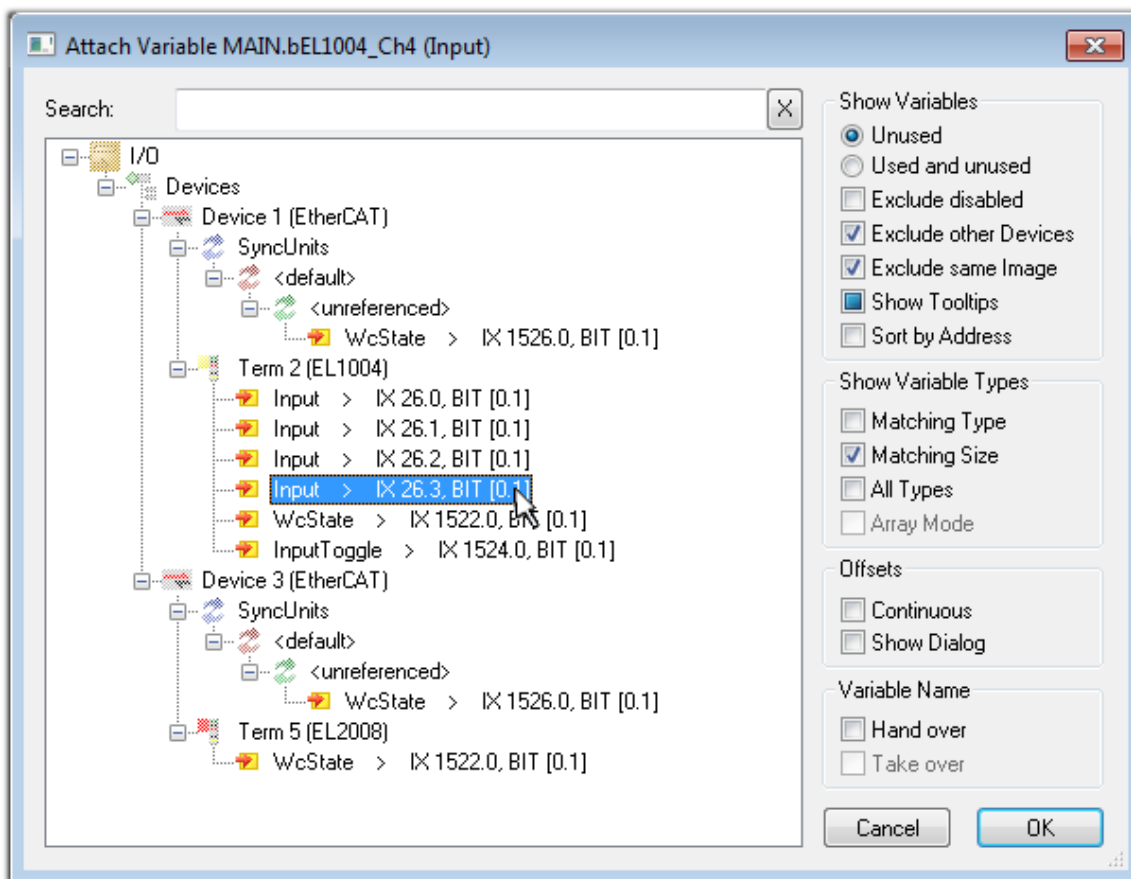 Attach Variable MAIN.bEL1004_Ch4 (Input)
Search:
X
I/O
Devices
Device 1 (EtherCAT)
SyncUnits
<default>
<unreferenced>
WcState > IX 1526.0, BIT [0.1]
Term 2 (EL1004)
Input > IX 26.0, BIT [0.1]
Input > IX 26.1, BIT [0.1]
Input > IX 26.2, BIT [0.1]
Input > IX 26.3, BIT [0.1]
WcState > IX 1522.0, BIT [0.1]
InputToggle > IX 1524.0, BIT [0.1]
Device 3 (EtherCAT)
SyncUnits
<default>
<unreferenced>
WcState > IX 1526.0, BIT [0.1]
Term 5 (EL2008)
WcState > IX 1522.0, BIT [0.1]
Show Variables
Unused
Used and unused
Exclude disabled
Exclude other Devices
Exclude same Image
Show Tooltips
Sort by Address
Show Variable Types
Matching Type
Matching Size
All Types
Array Mode
Offsets
Continuous
Show Dialog
Variable Name
Hand over
Take over
Cancel
OK